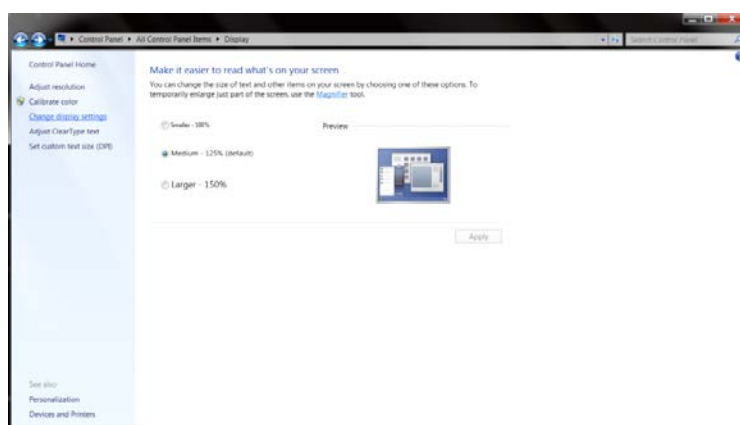 Control Panel ▸ All Control Panel Items ▸ Display
Search Control Panel
Control Panel Home
Adjust resolution
Calibrate color
Change display settings
Adjust ClearType text
Set custom text size (DPI)
See also
Personalization
Devices and Printers
Make it easier to read what's on your screen
You can change the size of text and other items on your screen by choosing one of these options. To
temporarily enlarge just part of the screen, use the Magnifier tool.
Smaller - 100%
Preview
Medium - 125% (default)
Larger - 150%
Apply